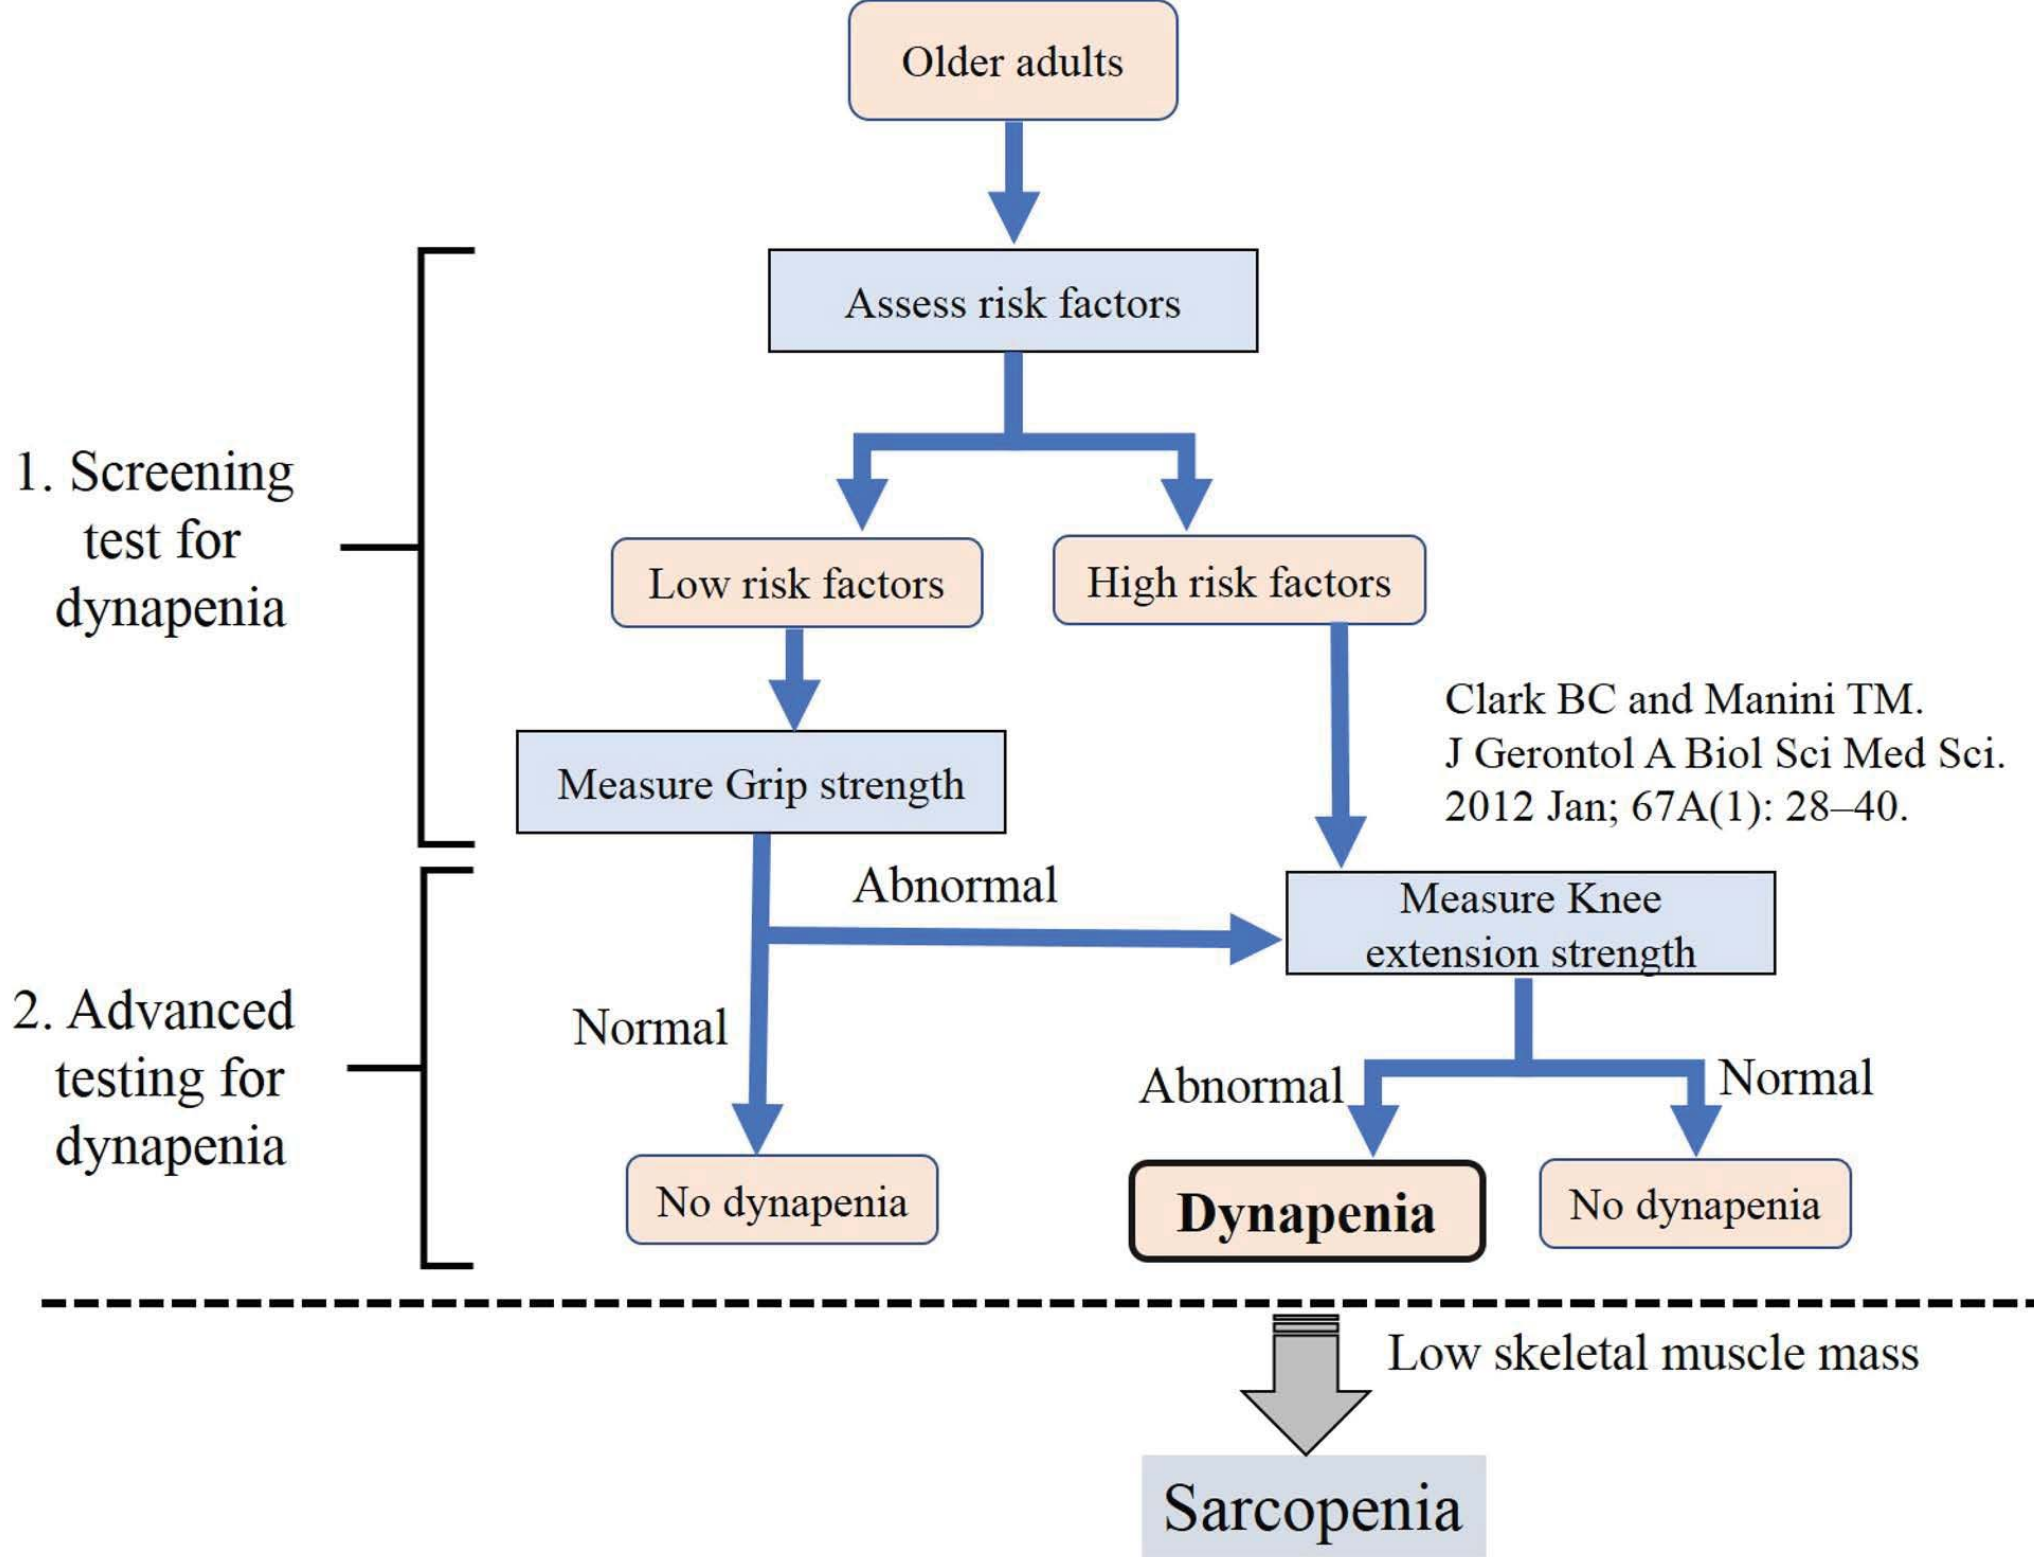 Older adults
Assess risk factors
1. Screening
test for
dynapenia
Low risk factors
High risk factors
Clark BC and Manini TM.
J Gerontol A Biol Sci Med Sci.
2012 Jan; 67A(1): 28–40.
Measure Grip strength
Abnormal
Measure Knee
extension strength
2. Advanced
testing for
dynapenia
Normal
Abnormal
Normal
No dynapenia
Dynapenia
No dynapenia
Low skeletal muscle mass
Sarcopenia